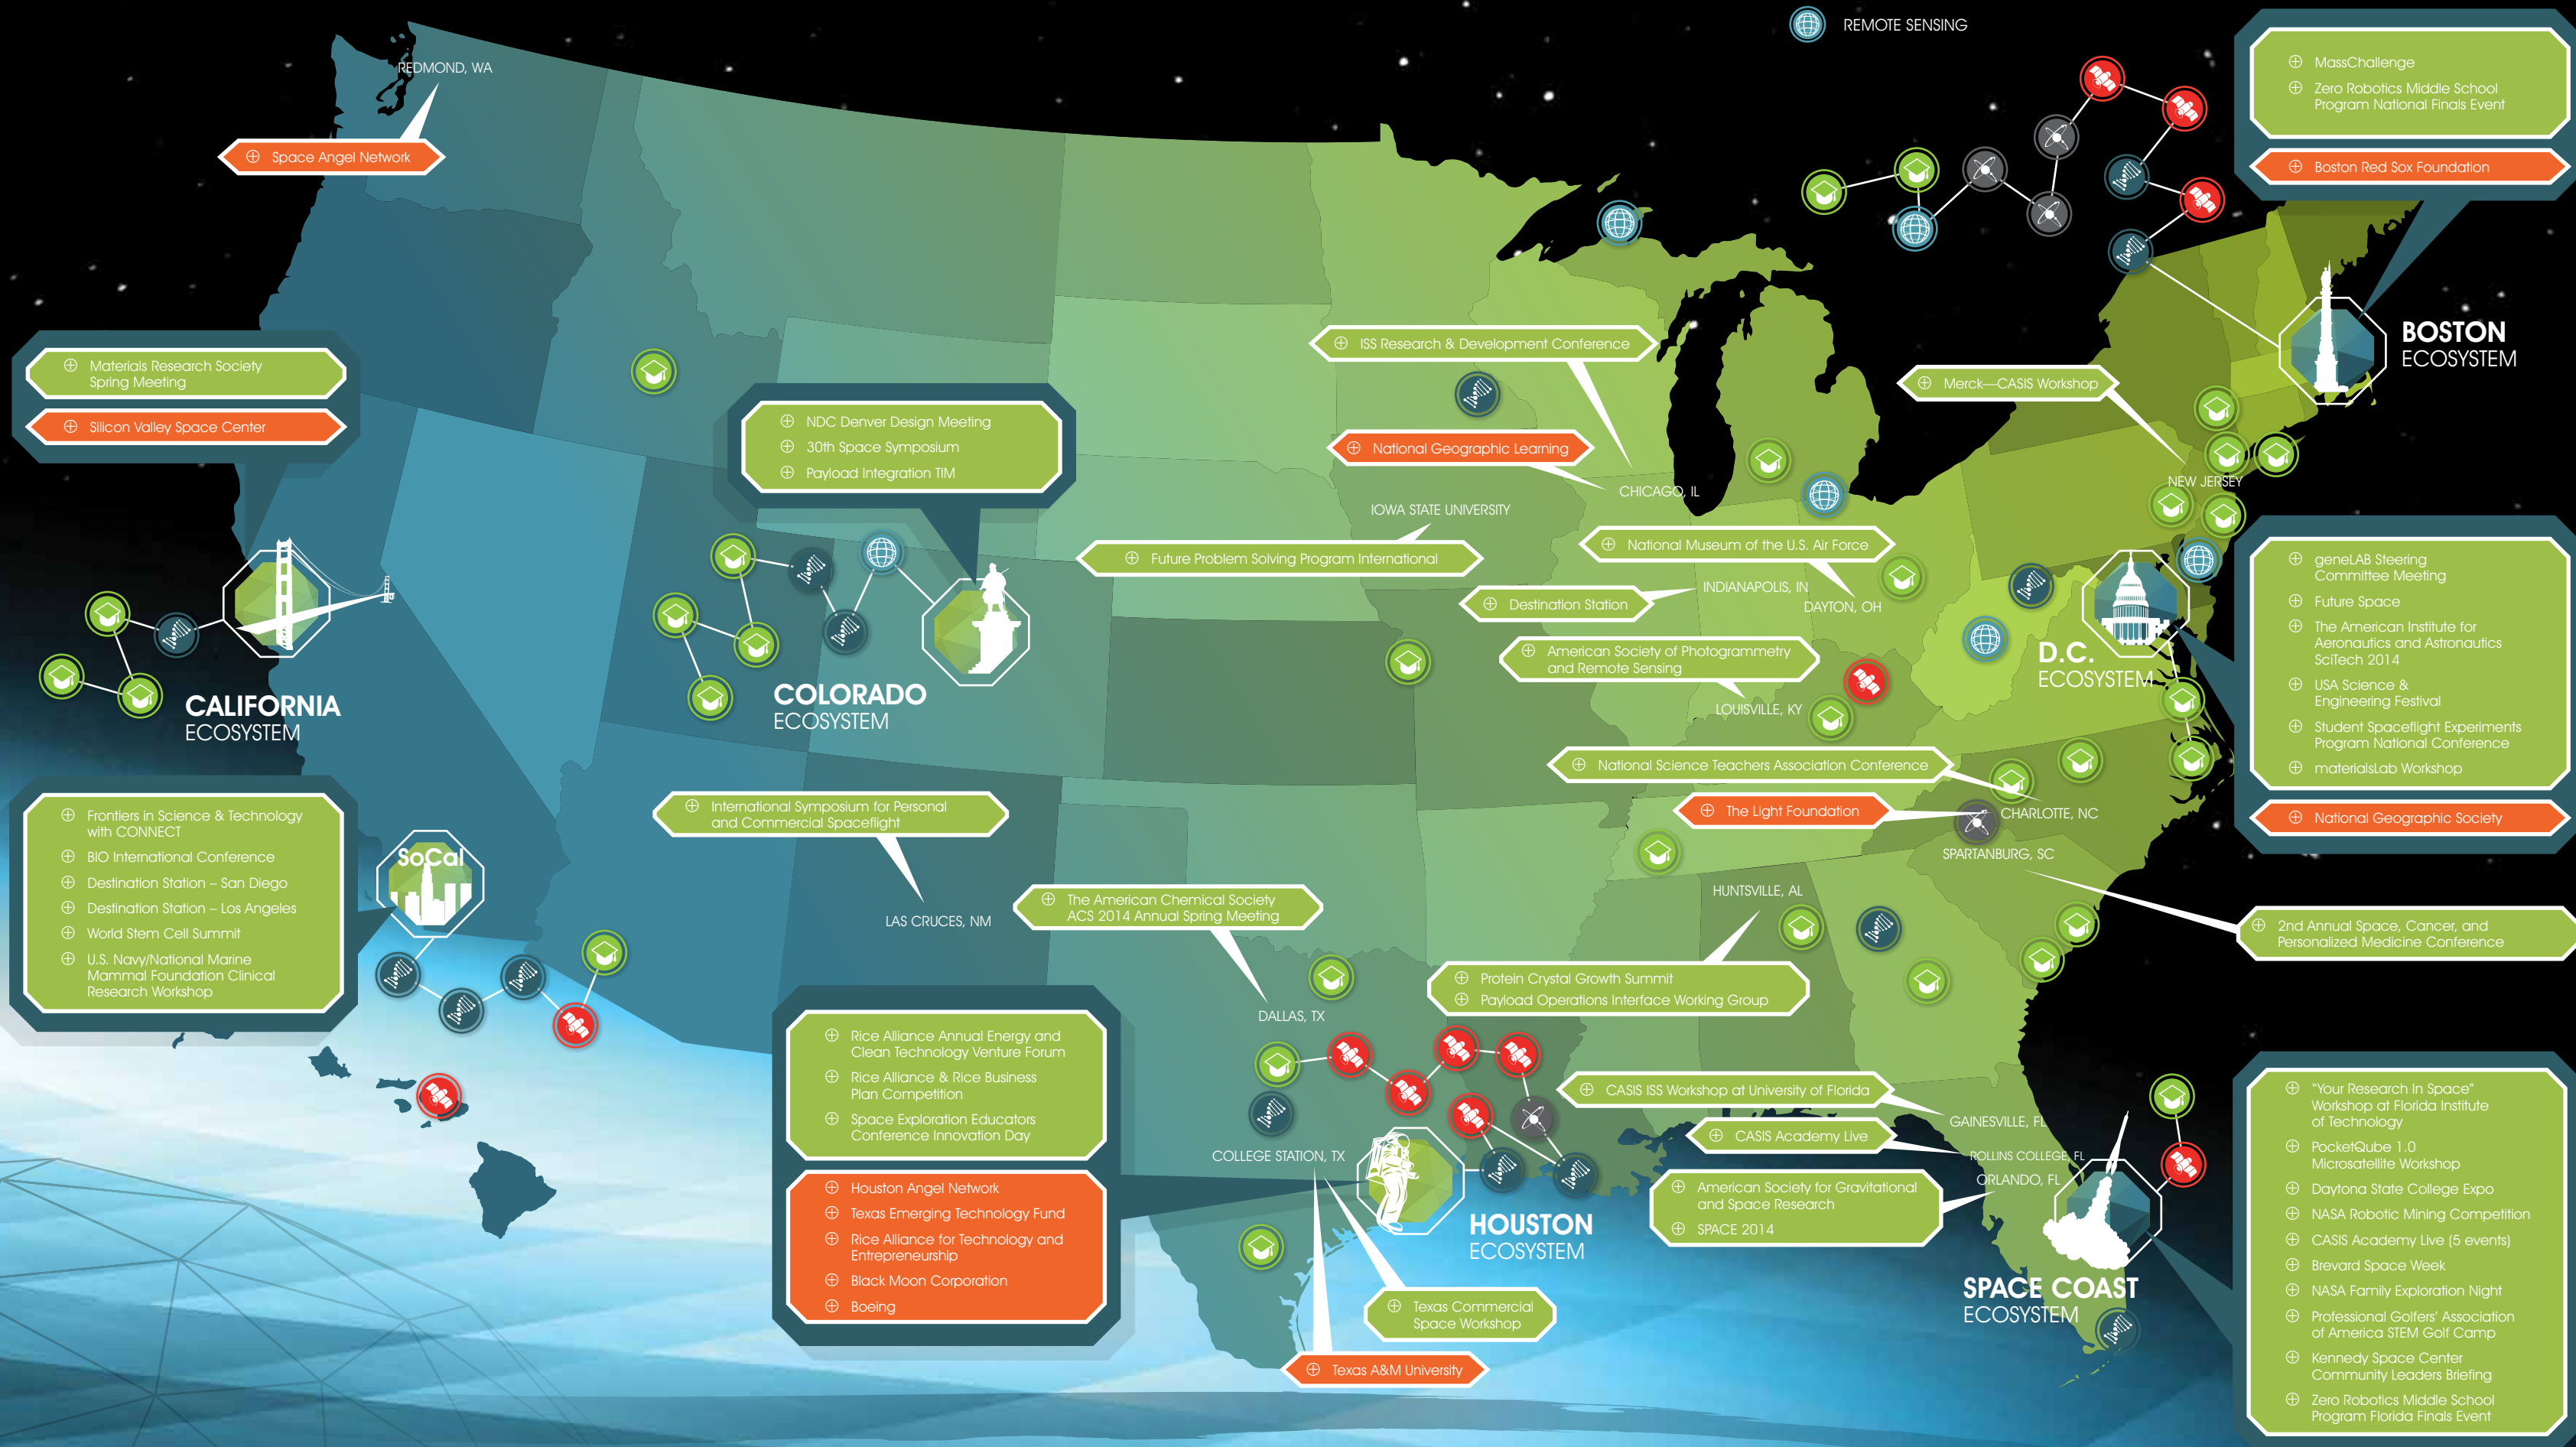 REMOTE SENSING
REDMOND, WA
Space Angel Network
MassChallenge
Zero Robotics Middle School
Program National Finals Event
Boston Red Sox Foundation
BOSTON
ECOSYSTEM
Materials Research Society
Spring Meeting
Silicon Valley Space Center
NDC Denver Design Meeting
30th Space Symposium
Payload Integration TIM
ISS Research & Development Conference
National Geographic Learning
CHICAGO, IL
Merck—CASIS Workshop
NEW JERSEY
IOWA STATE UNIVERSITY
Future Problem Solving Program International
National Museum of the U.S. Air Force
INDIANAPOLIS, IN
DAYTON, OH
Destination Station
American Society of Photogrammetry
and Remote Sensing
LOUISVILLE, KY
D.C.
ECOSYSTEM
geneLAB Steering
Committee Meeting
Future Space
The American Institute for
Aeronautics and Astronautics
SciTech 2014
USA Science &
Engineering Festival
Student Spaceflight Experiments
Program National Conference
materialsLab Workshop
National Geographic Society
CALIFORNIA
ECOSYSTEM
COLORADO
ECOSYSTEM
National Science Teachers Association Conference
The Light Foundation
CHARLOTTE, NC
SPARTANBURG, SC
2nd Annual Space, Cancer, and
Personalized Medicine Conference
Frontiers in Science & Technology
with CONNECT
BIO International Conference
Destination Station – San Diego
Destination Station – Los Angeles
World Stem Cell Summit
U.S. Navy/National Marine
Mammal Foundation Clinical
Research Workshop
SoCal
International Symposium for Personal
and Commercial Spaceflight
LAS CRUCES, NM
The American Chemical Society
ACS 2014 Annual Spring Meeting
DALLAS, TX
HUNTSVILLE, AL
Protein Crystal Growth Summit
Payload Operations Interface Working Group
Rice Alliance Annual Energy and
Clean Technology Venture Forum
Rice Alliance & Rice Business
Plan Competition
Space Exploration Educators
Conference Innovation Day
Houston Angel Network
Texas Emerging Technology Fund
Rice Alliance for Technology and
Entrepreneurship
Black Moon Corporation
Boeing
COLLEGE STATION, TX
HOUSTON
ECOSYSTEM
Texas Commercial
Space Workshop
Texas A&M University
CASIS ISS Workshop at University of Florida
GAINESVILLE, FL
CASIS Academy Live
ROLLINS COLLEGE, FL
ORLANDO, FL
American Society for Gravitational
and Space Research
SPACE 2014
SPACE COAST
ECOSYSTEM
"Your Research In Space"
Workshop at Florida Institute
of Technology
PocketQube 1.0
Microsatellite Workshop
Daytona State College Expo
NASA Robotic Mining Competition
CASIS Academy Live (5 events)
Brevard Space Week
NASA Family Exploration Night
Professional Golfers' Association
of America STEM Golf Camp
Kennedy Space Center
Community Leaders Briefing
Zero Robotics Middle School
Program Florida Finals Event